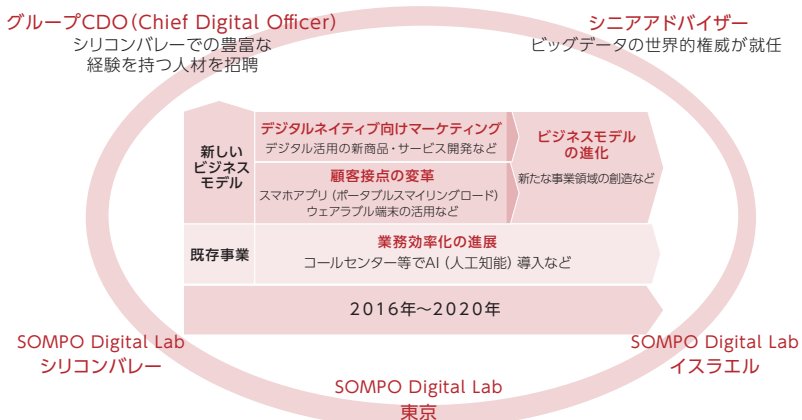 グループCDO（Chief Digital Officer）
シリコンバレーでの豊富な
経験を持つ人材を招聘
シニアアドバイザー
ビッグデータの世界的権威が就任
新しい
ビジネス
モデル
デジタルネイティブ向けマーケティング
デジタル活用の新商品・サービス開発など
顧客接点の変革
スマホアプリ（ポータブルスマイリングロード）
ウェアラブル端末の活用など
ビジネスモデル
の進化
新たな事業領域の創造など
既存事業
業務効率化の進展
コールセンター等でAI（人工知能）導入など
2016年～2020年
SOMPO Digital Lab
シリコンバレー
SOMPO Digital Lab
東京
SOMPO Digital Lab
イスラエル